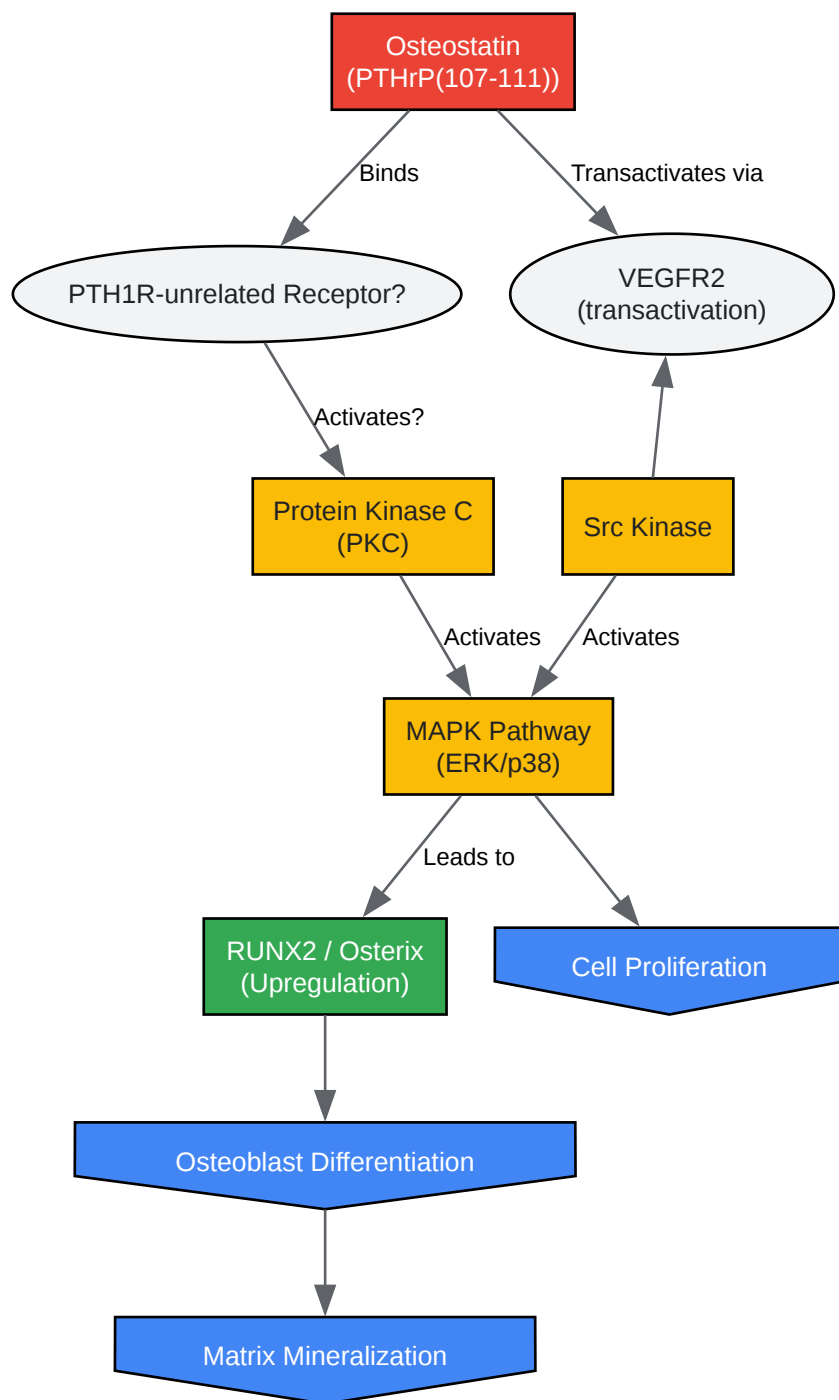 Osteostatin
(PTHrP(107-111))
Binds
Transactivates via
PTH1R-unrelated Receptor?
VEGFR2
(transactivation)
Activates?
Protein Kinase C
(PKC)
Src Kinase
Activates
Activates
MAPK Pathway
(ERK/p38)
Leads to
RUNX2 / Osterix
(Upregulation)
Cell Proliferation
Osteoblast Differentiation
Matrix Mineralization